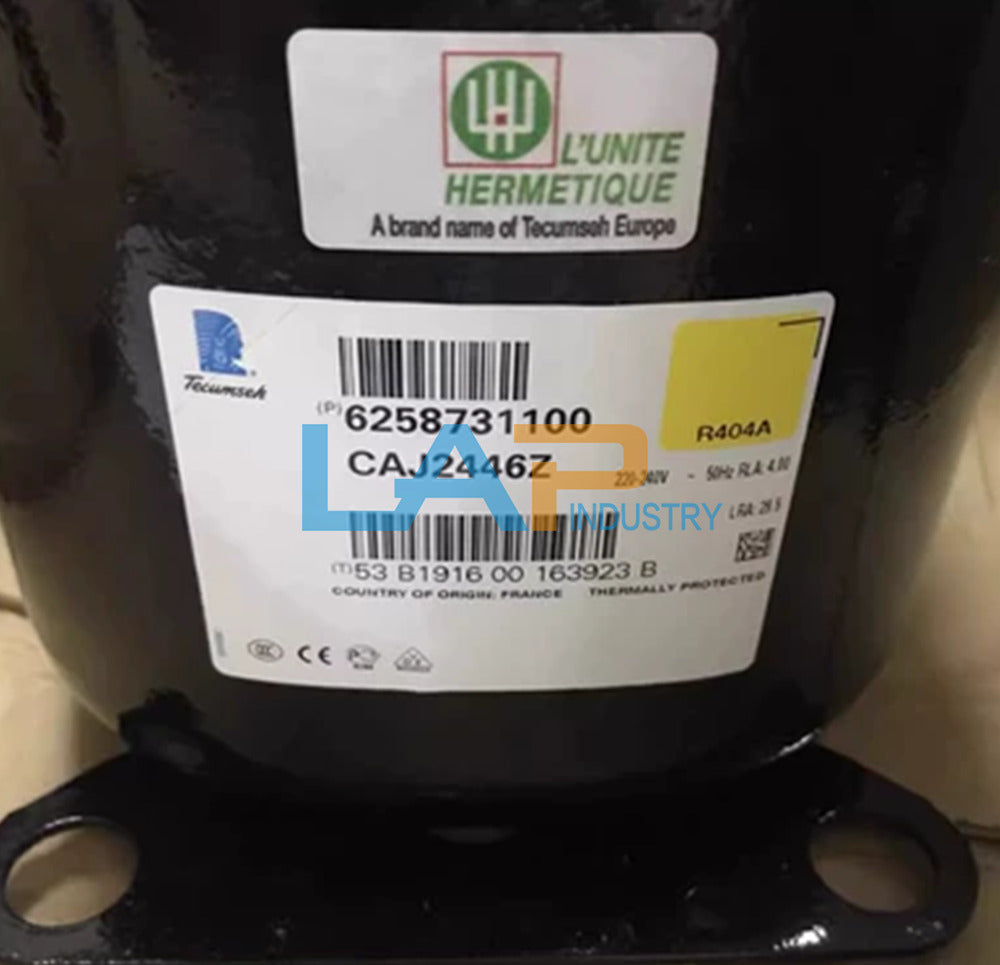 L'UNITE
HERMETIQUE
A brand name of Tecumseh Europe
Tecumseh
(P)6258731100
R404A
CAJ2446Z
220-240V ~ 50Hz RLA: 4.00
LAP
INDUSTRY
LRA: 26.5
(T)53 B1916 00 163923 B
COUNTRY OF ORIGIN: FRANCE THERMALLY PROTECTED
CE